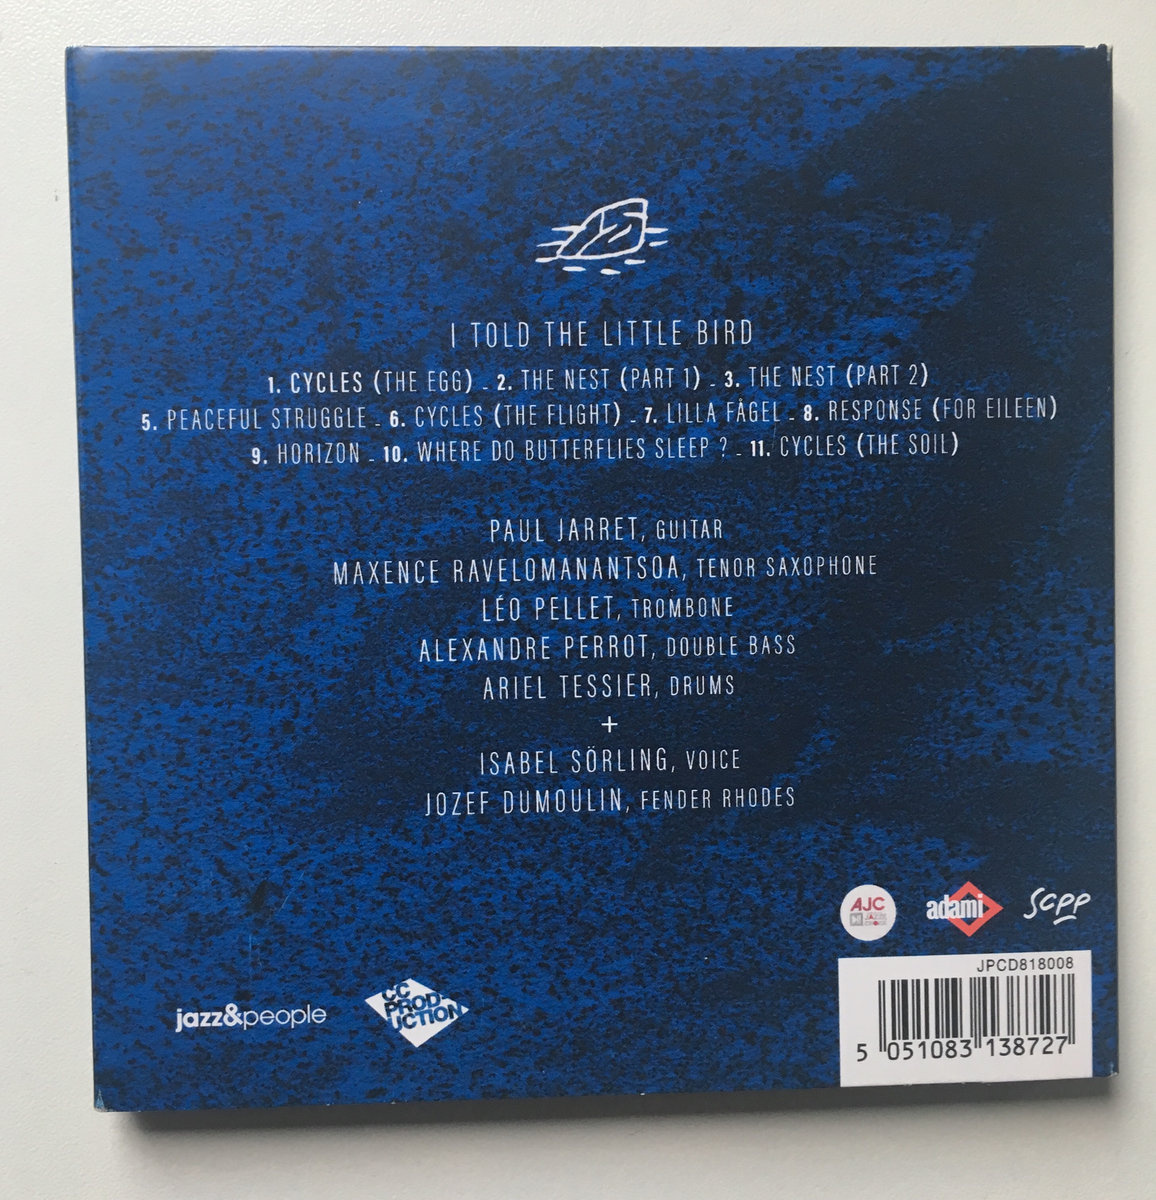 I TOLD THE LITTLE BIRD
1. CYCLES (THE EGG) - 2. THE NEST (PART 1) - 3. THE NEST (PART 2)
5. PEACEFUL STRUGGLE - 6. CYCLES (THE FLIGHT) - 7. LILLA FÅGEL - 8. RESPONSE (FOR EILEEN)
9. HORIZON - 10. WHERE DO BUTTERFLIES SLEEP ? - 11. CYCLES (THE SOIL)
PAUL JARRET, GUITAR
MAXENCE RAVELOMANANTSOA, TENOR SAXOPHONE
LÉO PELLET, TROMBONE
ALEXANDRE PERROT, DOUBLE BASS
ARIEL TESSIER, DRUMS
+
ISABEL SÖRLING, VOICE
JOZEF DUMOULIN, FENDER RHODES
AJC
JAZZÉ
CROISÉ
adami
scpp
jazz&people
CC
PROD
UCTION
JPCD818008
5 051083 138727